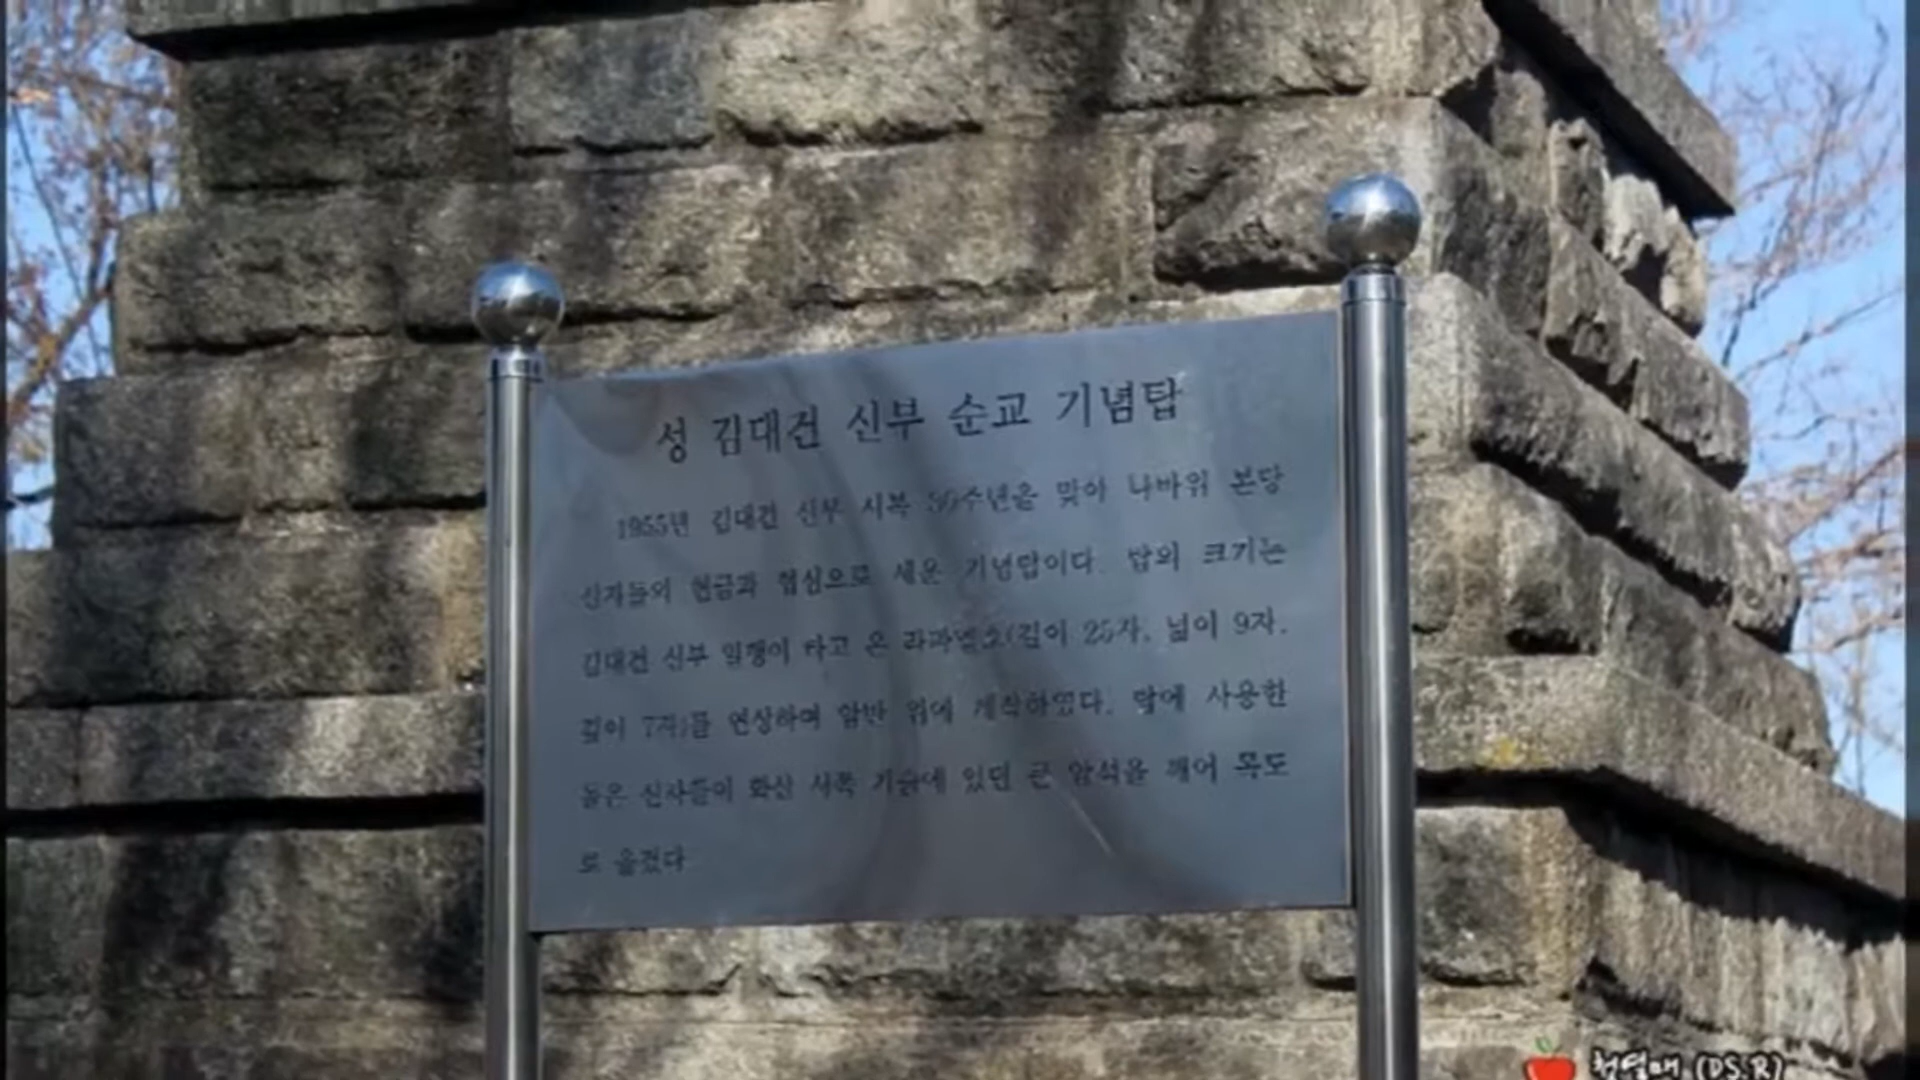 성 김대건 신부 순교 기념탑
1955년 김대건 신부 시복 30주년을 맞아 나바위 본당
신자들의 헌금과 협심으로 세운 기념탑이다. 탑의 크기는
김대건 신부 일행이 타고 온 라파엘호(길이 25자, 넓이 9자,
깊이 7자)를 연상하여 암반 위에 제작하였다. 탑에 사용한
돌은 신자들이 화산 서쪽 기슭에 있던 큰 암석을 깨어 목도
로 옮겼다
(DS.R)